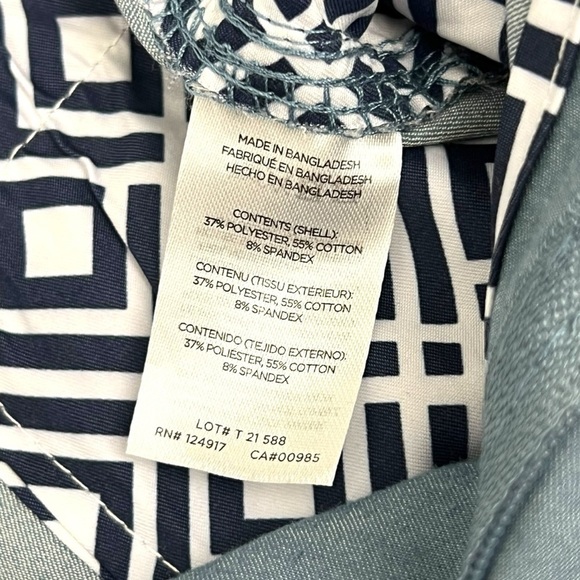 MADE IN BANGLADESH
FABRIQUÉ EN BANGLADESH
HECHO EN BANGLADESH
CONTENTS (SHELL):
37% POLYESTER, 55% COTTON
8% SPANDEX
CONTENU (TISSU EXTÉRIEUR):
37% POLYESTER, 55% COTTON
8% SPANDEX
CONTENIDO (TEJIDO EXTERNO):
37% POLIESTER, 55% COTTON
8% SPANDEX
LOT# T 21 588
RN# 124917 CA#00985